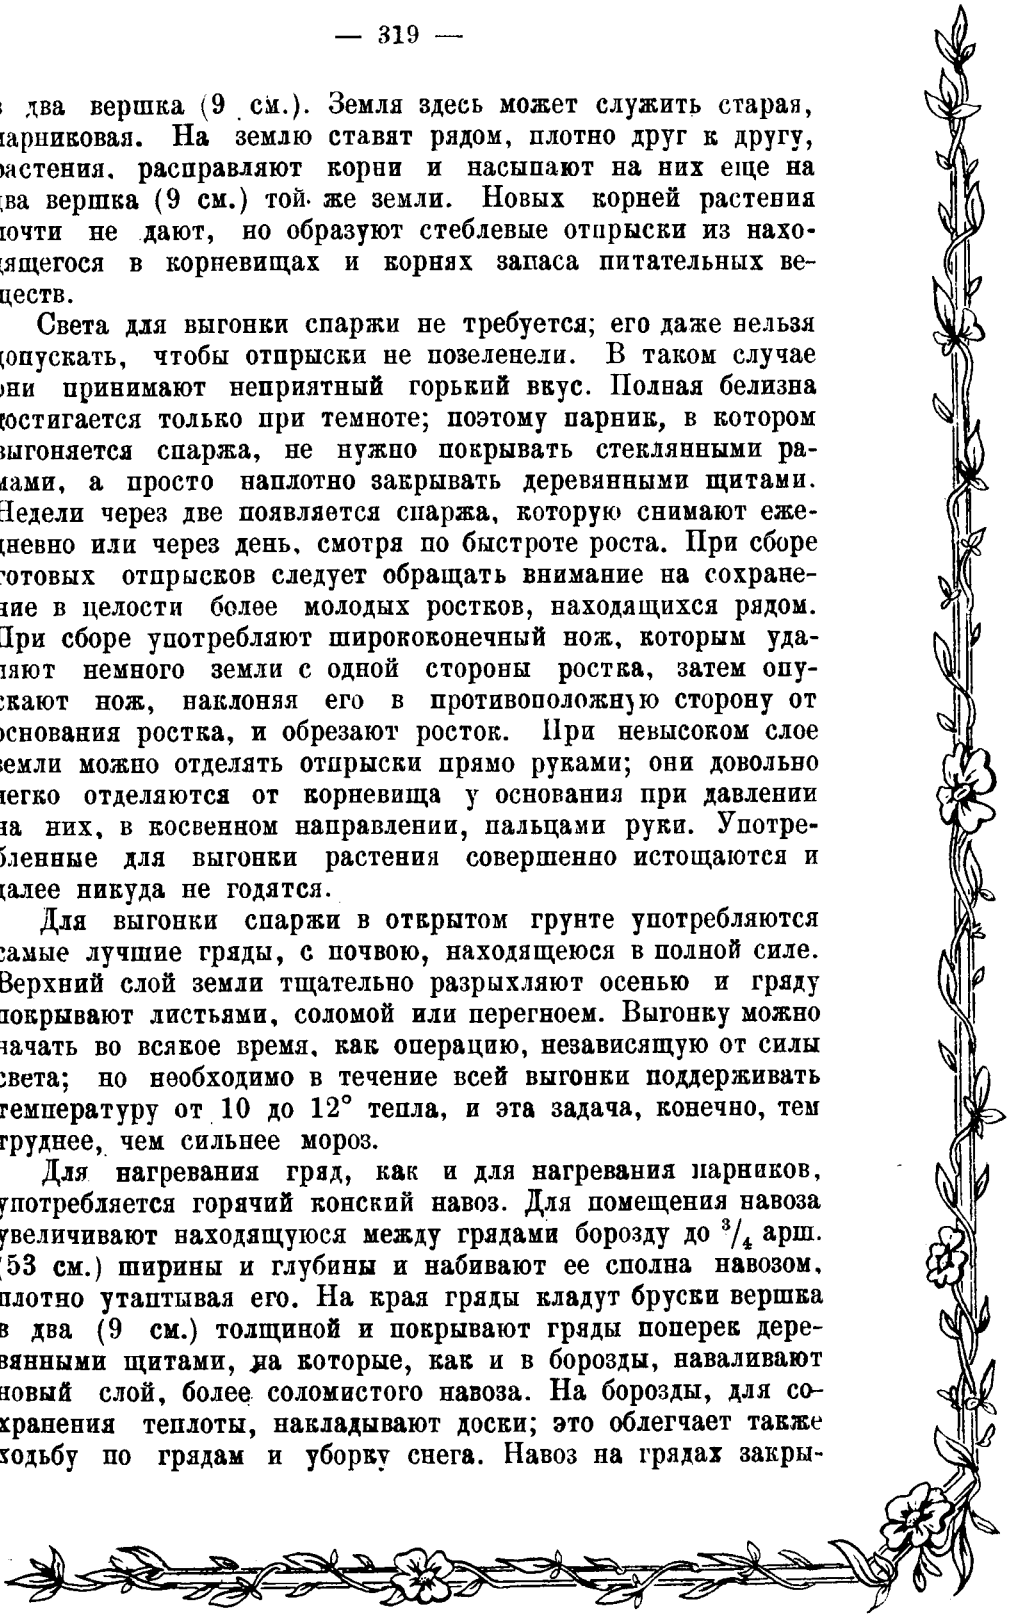 — 319 —
в два вершка (9 см.). Земля здесь может служить старая,
парниковая. На землю ставят рядом, плотно друг к другу,
растения, расправляют корни и насыпают на них еще на
два вершка (9 см.) той же земли. Новых корней растения
почти не дают, но образуют стеблевые отпрыски из нахо-
дящегося в корневищах и корнях запаса питательных ве-
ществ.
Света для выгонки спаржи не требуется; его даже нельзя
допускать, чтобы отпрыски не позеленели. В таком случае
они принимают неприятный горький вкус. Полная белизна
достигается только при темноте; поэтому парник, в котором
выгоняется спаржа, не нужно покрывать стеклянными ра-
мами, а просто наплотно закрывать деревянными щитами.
Недели через две появляется спаржа, которую снимают еже-
дневно или через день, смотря по быстроте роста. При сборе
готовых отпрысков следует обращать внимание на сохране-
ние в целости более молодых ростков, находящихся рядом.
При сборе употребляют ширококонечный нож, которым уда-
ляют немного земли с одной стороны ростка, затем опу-
скают нож, наклоняя его в противоположную сторону от
основания ростка, и обрезают росток. При невысоком слое
земли можно отделять отпрыски прямо руками; они довольно
легко отделяются от корневища у основания при давлении
на них, в косвенном направлении, пальцами руки. Употре-
бленные для выгонки растения совершенно истощаются и
далее никуда не годятся.
Для выгонки спаржи в открытом грунте употребляются
самые лучшие гряды, с почвою, находящеюся в полной силе.
Верхний слой земли тщательно разрыхляют осенью и гряду
покрывают листьями, соломой или перегноем. Выгонку можно
начать во всякое время, как операцию, независящую от силы
света; но необходимо в течение всей выгонки поддерживать
температуру от 10 до 12° тепла, и эта задача, конечно, тем
труднее, чем сильнее мороз.
Для нагревания гряд, как и для нагревания парников,
употребляется горячий конский навоз. Для помещения навоза
увеличивают находящуюся между грядами борозду до 3/4 арш.
(53 см.) ширины и глубины и набивают ее сполна навозом,
плотно утаптывая его. На края гряды кладут бруски вершка
в два (9 см.) толщиной и покрывают гряды поперек дере-
вянными щитами, на которые, как и в борозды, наваливают
новый слой, более соломистого навоза. На борозды, для со-
хранения теплоты, накладывают доски; это облегчает также
ходьбу по грядам и уборку снега. Навоз на грядах закры-